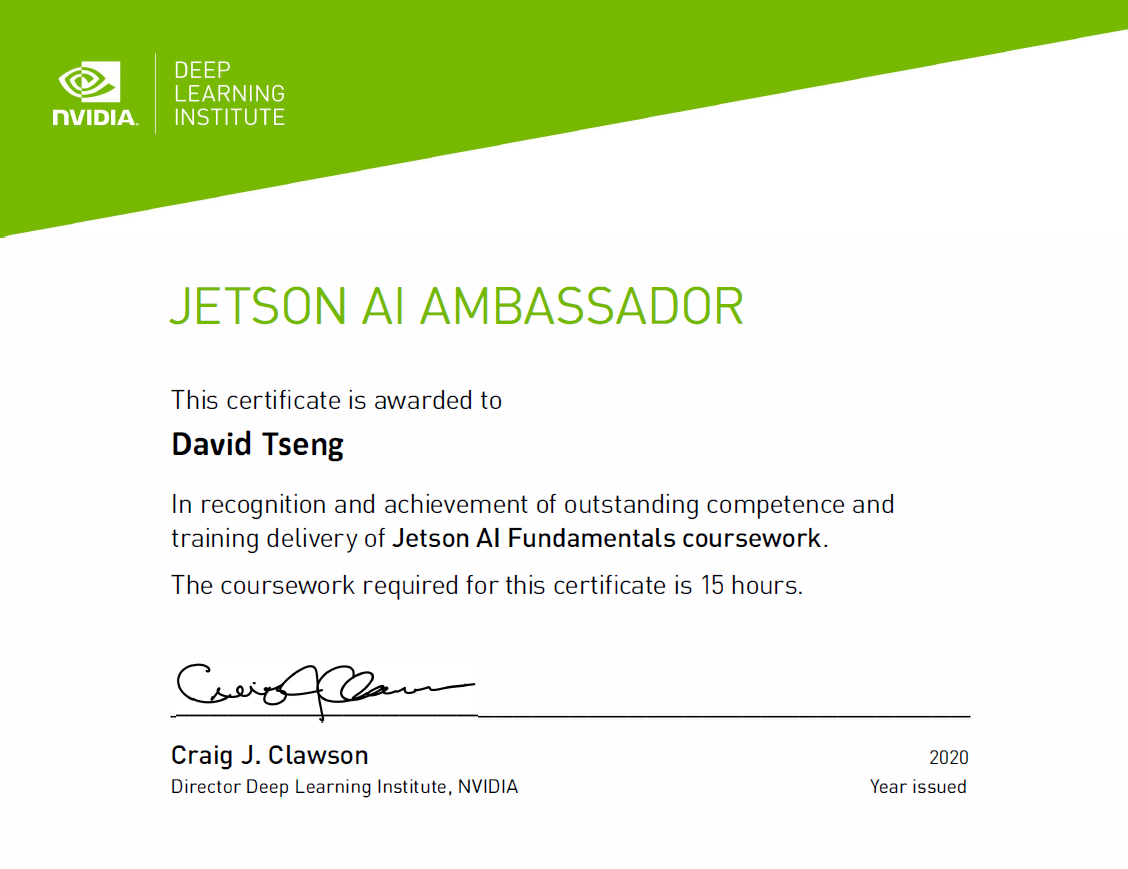 NVIDIA.
DEEP
LEARNING
INSTITUTE
JETSON AI AMBASSADOR
This certificate is awarded to
David Tseng
In recognition and achievement of outstanding competence and
training delivery of Jetson AI Fundamentals coursework.
The coursework required for this certificate is 15 hours.
Craig J. Clawson
Craig J. Clawson
2020
Director Deep Learning Institute, NVIDIA
Year issued